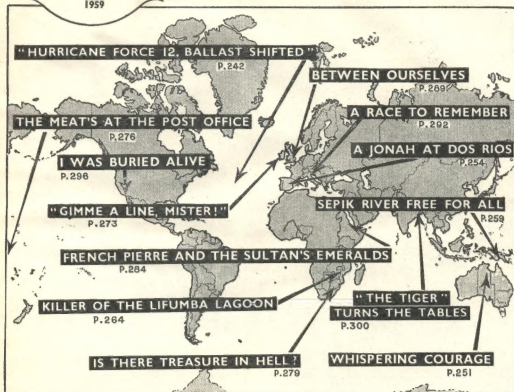 1959
"HURRICANE FORCE 12, BALLAST SHIFTED"
P.242
BETWEEN OURSELVES
P.289
THE MEAT'S AT THE POST OFFICE
P.276
A RACE TO REMEMBER
P.292
A JONAH AT DOS RIOS
P.254
I WAS BURIED ALIVE
P.296
"GIMME A LINE, MISTER!"
P.273
SEPIK RIVER FREE FOR ALL
P.259
FRENCH PIERRE AND THE SULTAN'S EMERALDS
P.284
KILLER OF THE LIFUMBA LAGOON
P.264
"THE TIGER"
TURNS THE TABLES
P.300
IS THERE TREASURE IN HELL?
P.279
WHISPERING COURAGE
P.251